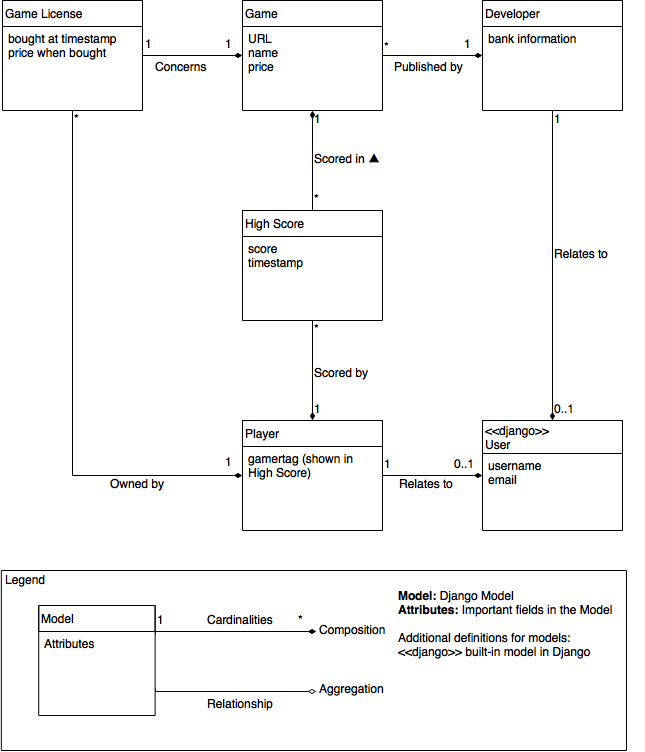 Game License
bought at timestamp
price when bought
1
1
Concerns
Game
URL
name
price
*
1
Published by
Developer
bank information
*
1
1
Scored in ▲
*
High Score
score
timestamp
Relates to
*
Scored by
1
0..1
Player
gamertag (shown in
High Score)
1
Owned by
1
0..1
Relates to
<<django>>
User
username
email
Legend
Model
Attributes
1
Cardinalities
*
Composition
Relationship
Aggregation
Model: Django Model
Attributes: Important fields in the Model
Additional definitions for models:
<<django>> built-in model in Django